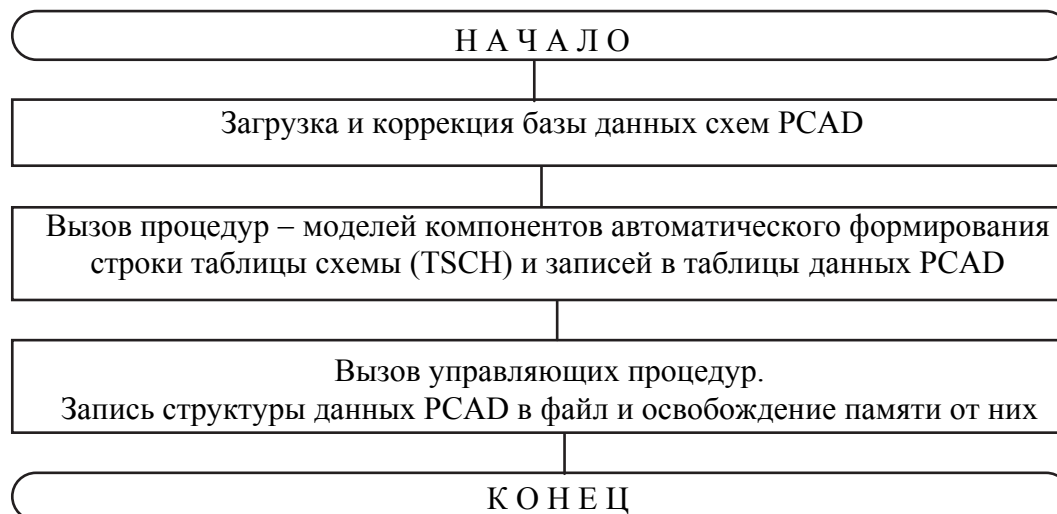 Н А Ч А Л О
Загрузка и коррекция базы данных схем PCAD
Вызов процедур – моделей компонентов автоматического формирования
строки таблицы схемы (TSCH) и записей в таблицы данных PCAD
Вызов управляющих процедур.
Запись структуры данных PCAD в файл и освобождение памяти от них
К О Н Е Ц